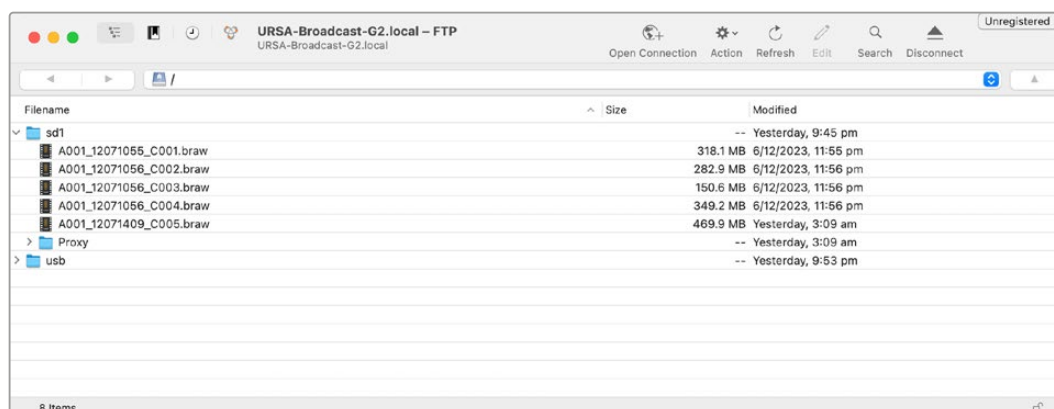 URSA-Broadcast-G2.local – FTP
URSA-Broadcast-G2.local
Open Connection Action Refresh Edit Search Disconnect
Unregistered
/
Filename Size Modified
sd1 -- Yesterday, 9:45 pm
A001_12071055_C001.braw 318.1 MB 6/12/2023, 11:55 pm
A001_12071056_C002.braw 282.9 MB 6/12/2023, 11:56 pm
A001_12071056_C003.braw 150.6 MB 6/12/2023, 11:56 pm
A001_12071056_C004.braw 349.2 MB 6/12/2023, 11:56 pm
A001_12071409_C005.braw 469.9 MB Yesterday, 3:09 am
Proxy -- Yesterday, 3:09 am
usb -- Yesterday, 9:53 pm
8 Items